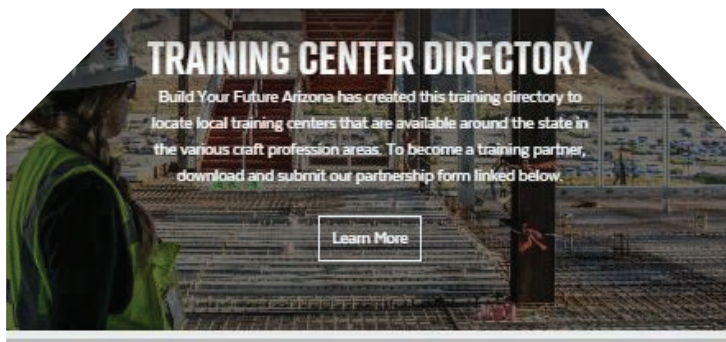 TRAINING CENTER DIRECTORY
Build Your Future Arizona has created this training directory to
locate local training centers that are available around the state in
the various craft profession areas. To become a training partner,
download and submit our partnership form linked below.
Learn More